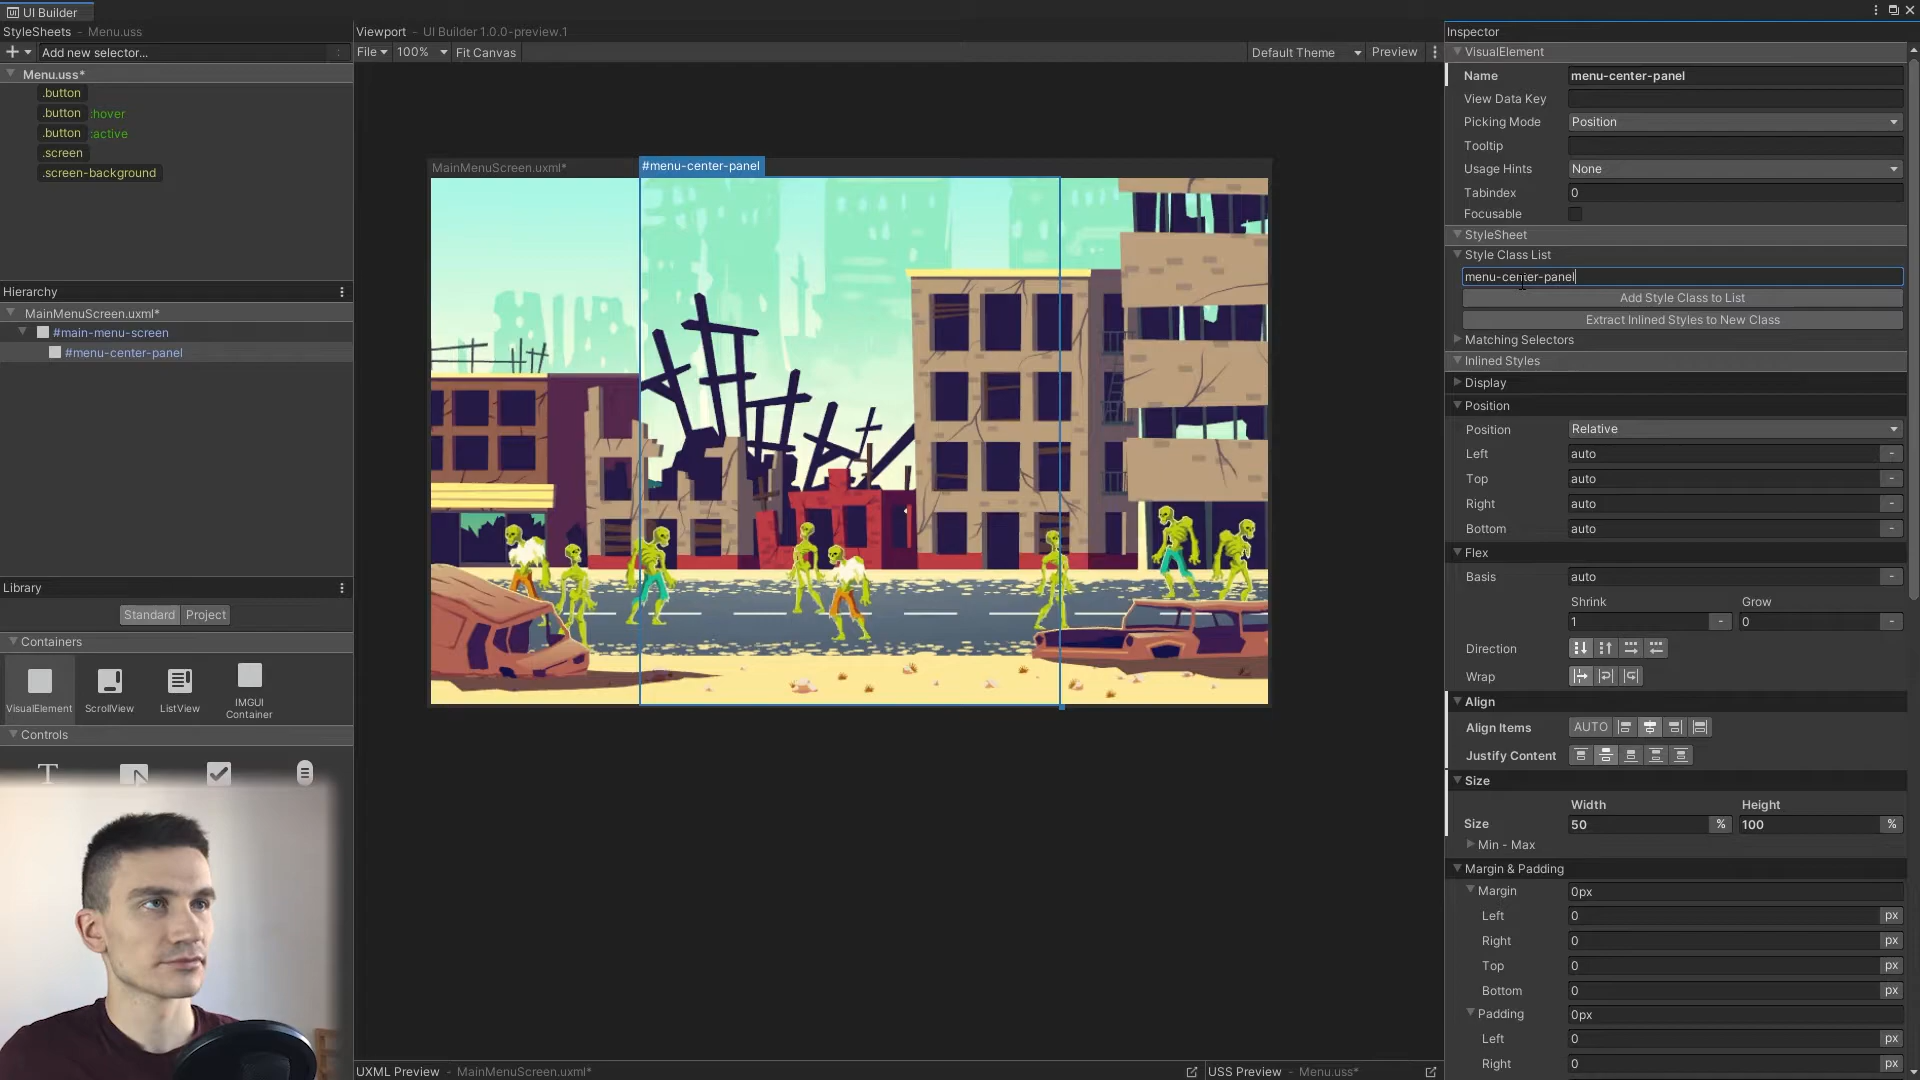 UI Builder
StyleSheets - Menu.uss
Add new selector...
Menu.uss*
.button
.button :hover
.button :active
.screen
.screen-background
Hierarchy
MainMenuScreen.uxml*
#main-menu-screen
#menu-center-panel
Library
Standard Project
Containers
VisualElement ScrollView ListView IMGUI Container
Controls
Viewport - UI Builder 1.0.0-preview.1
File 100% Fit Canvas
Default Theme Preview
MainMenuScreen.uxml*
#menu-center-panel
UXML Preview - MainMenuScreen.uxml*
USS Preview - Menu.uss*
Inspector
VisualElement
Name menu-center-panel
View Data Key
Picking Mode Position
Tooltip
Usage Hints None
Tabindex 0
Focusable
StyleSheet
Style Class List
menu-center-panel
Add Style Class to List
Extract Inlined Styles to New Class
Matching Selectors
Inlined Styles
Display
Position
Position Relative
Left auto -
Top auto -
Right auto -
Bottom auto -
Flex
Basis auto -
Shrink Grow
1 - 0 -
Direction
Wrap
Align
Align Items AUTO
Justify Content
Size
Width Height
Size 50 % 100 %
Min - Max
Margin & Padding
Margin 0px
Left 0 px
Right 0 px
Top 0 px
Bottom 0 px
Padding 0px
Left 0 px
Right 0 px